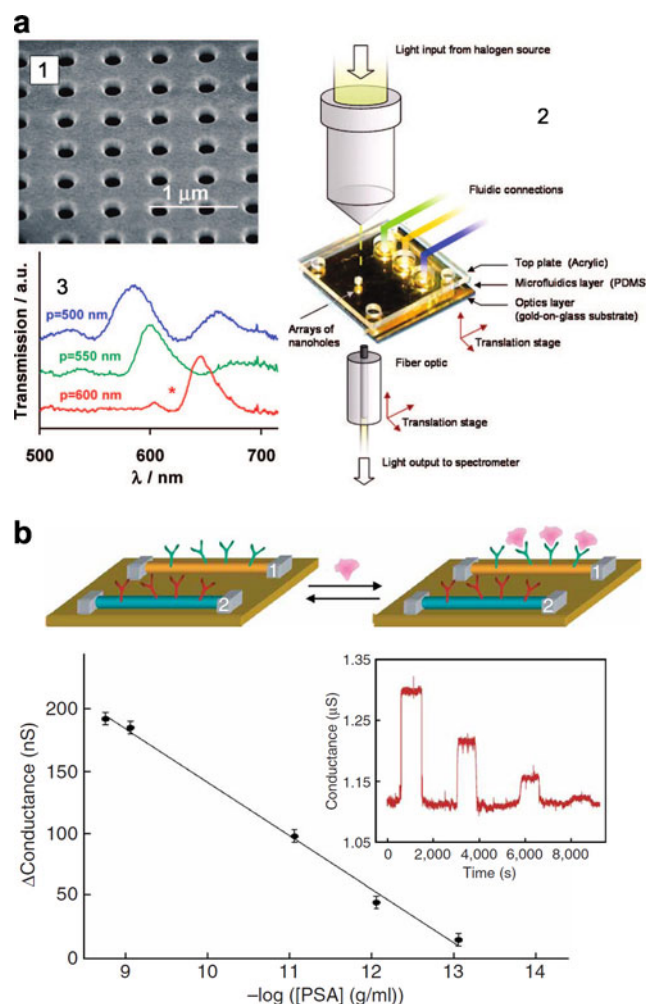 a
1
1 μm
3
Transmission / a.u.
p=500 nm
p=550 nm
p=600 nm
*
500
600
700
λ / nm
Light input from halogen source
2
Fluidic connections
Top plate (Acrylic)
Microfluidics layer (PDMS
Optics layer
(gold-on-glass substrate)
Arrays of
nanoholes
Translation stage
Fiber optic
Translation stage
Light output to spectrometer
b
1
2
1
2
ΔConductance (nS)
200
150
100
50
0
9
10
11
12
13
14
–log ([PSA] (g/ml))
Conductance (μS)
1.35
1.25
1.15
1.05
0
2,000
4,000
6,000
8,000
Time (s)